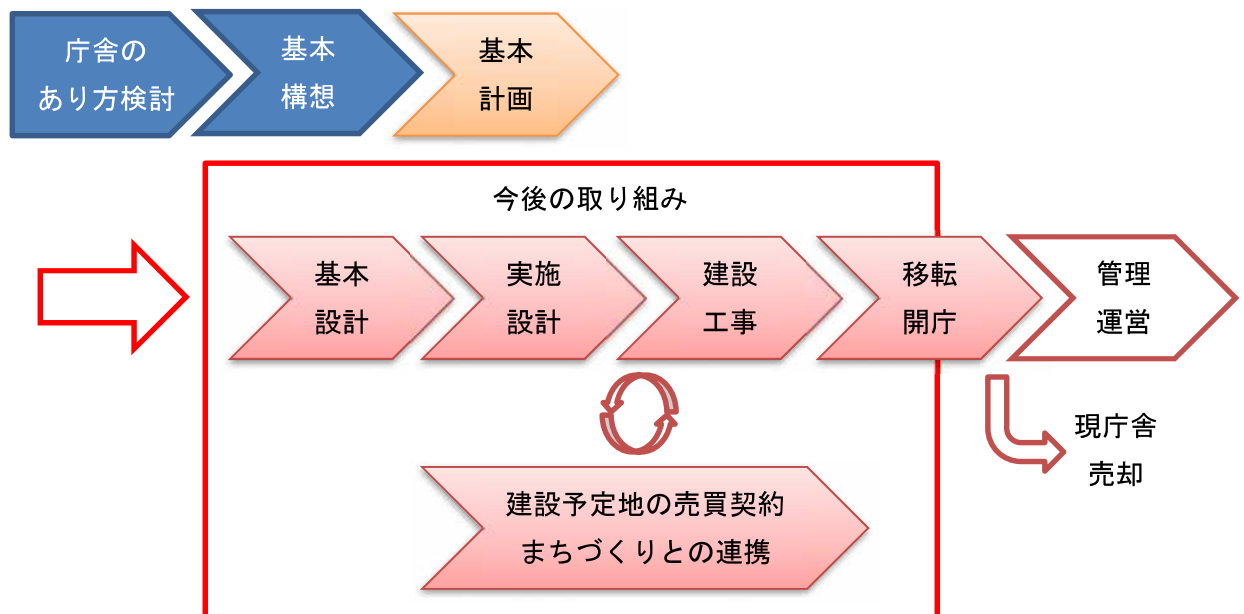 庁舎の
あり方検討
基本
構想
基本
計画
今後の取り組み
基本
設計
実施
設計
建設
工事
移転
開庁
管理
運営
現庁舎
売却
建設予定地の売買契約
まちづくりとの連携